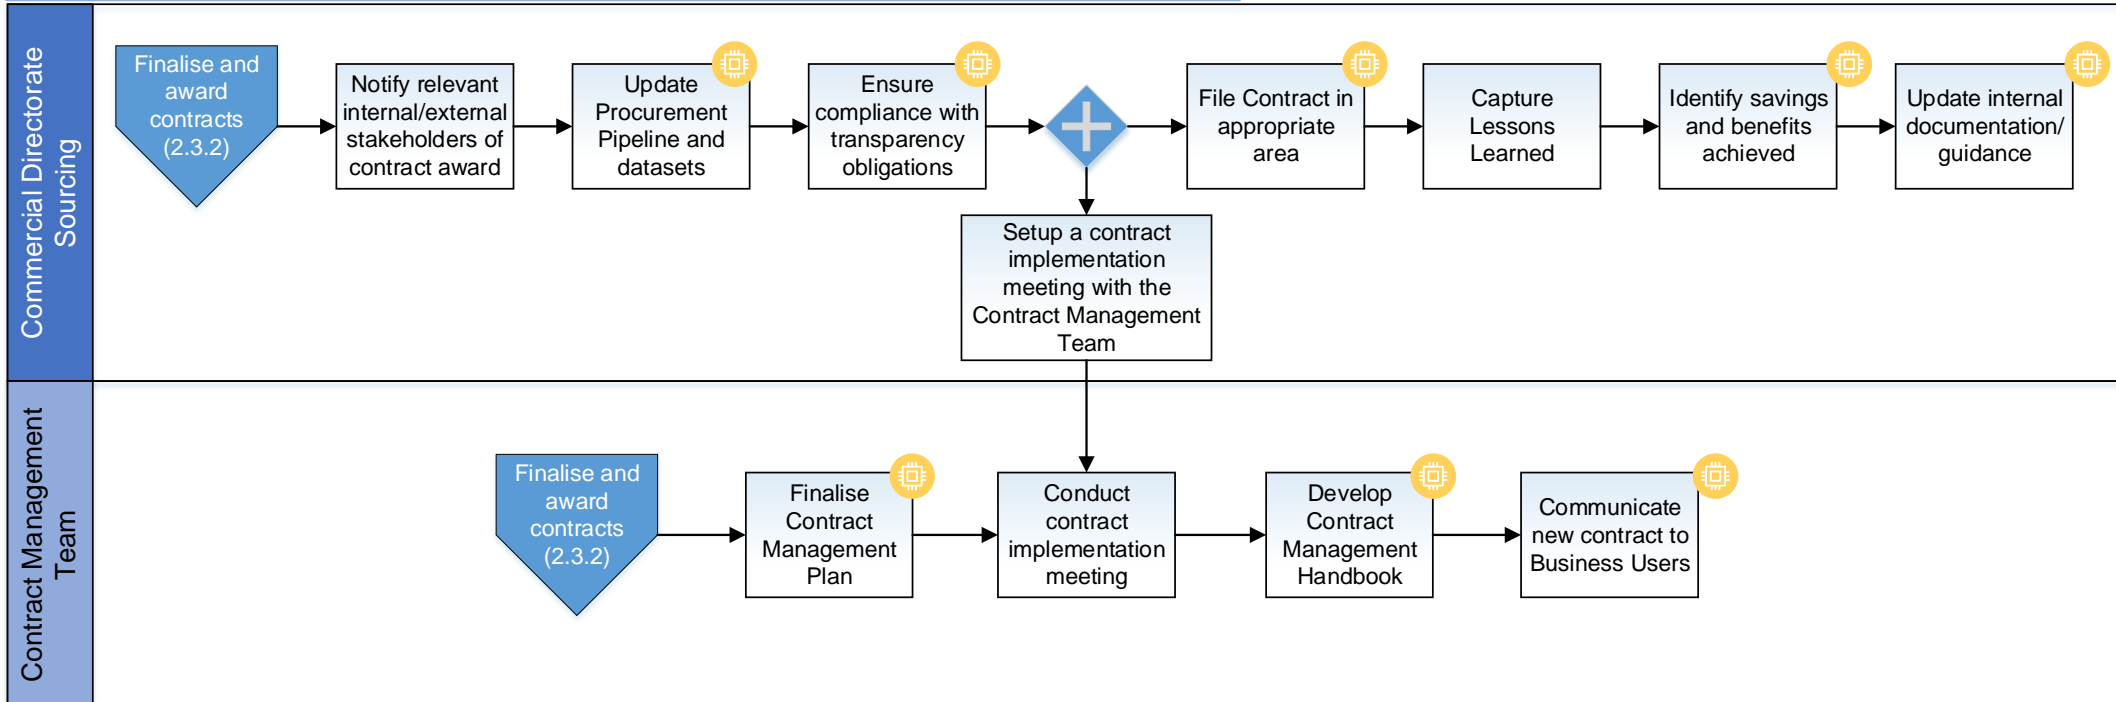 Commercial Directorate
Sourcing
Finalise and
award
contracts
(2.3.2)
Notify relevant
internal/external
stakeholders of
contract award
Update
Procurement
Pipeline and
datasets
Ensure
compliance with
transparency
obligations
File Contract in
appropriate
area
Capture
Lessons
Learned
Identify savings
and benefits
achieved
Update internal
documentation/
guidance
Setup a contract
implementation
meeting with the
Contract Management
Team
Contract Management
Team
Finalise and
award
contracts
(2.3.2)
Finalise
Contract
Management
Plan
Conduct
contract
implementation
meeting
Develop
Contract
Management
Handbook
Communicate
new contract to
Business Users